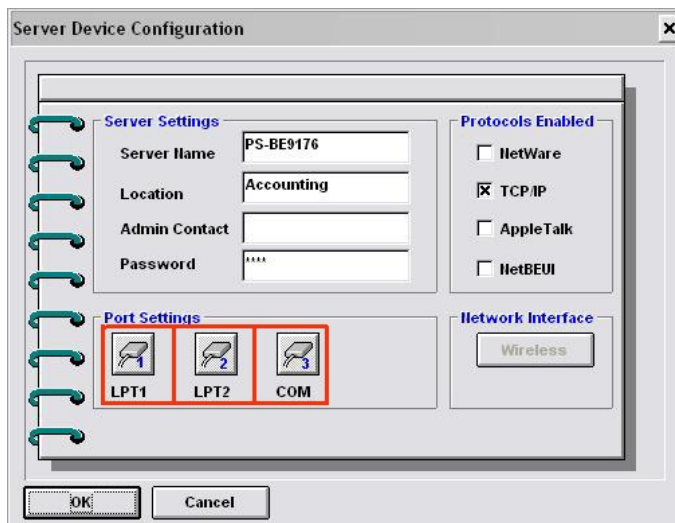 Server Device Configuration
Server Settings
Server Name PS-BE9176
Location Accounting
Admin Contact
Password ****
Protocols Enabled
NetWare
TCP/IP
AppleTalk
NetBEUI
Port Settings
1 2 3
LPT1 LPT2 COM
Network Interface
Wireless
OK Cancel